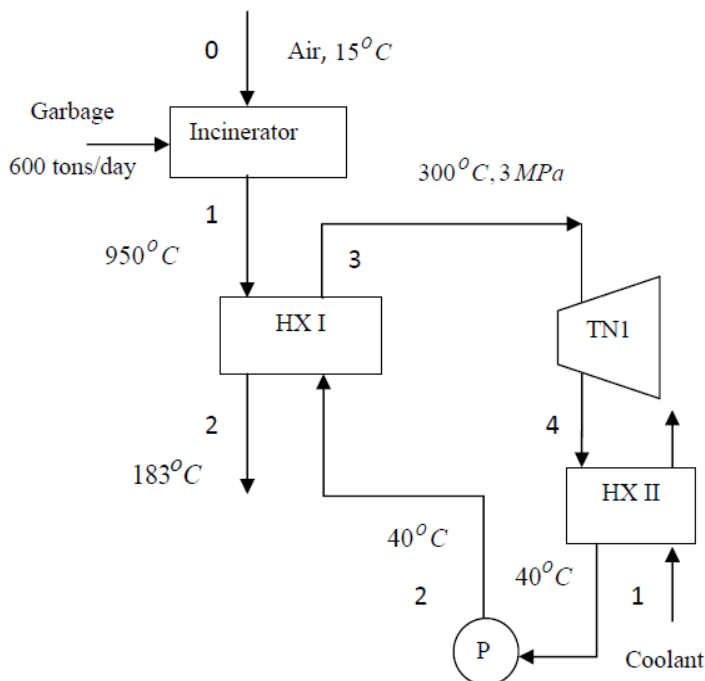 0
Air, 15°C
Garbage
Incinerator
600 tons/day
300°C, 3 MPa
1
950°C
3
HX I
TN1
2
4
183°C
HX II
40°C
40°C
2
1
P
Coolant